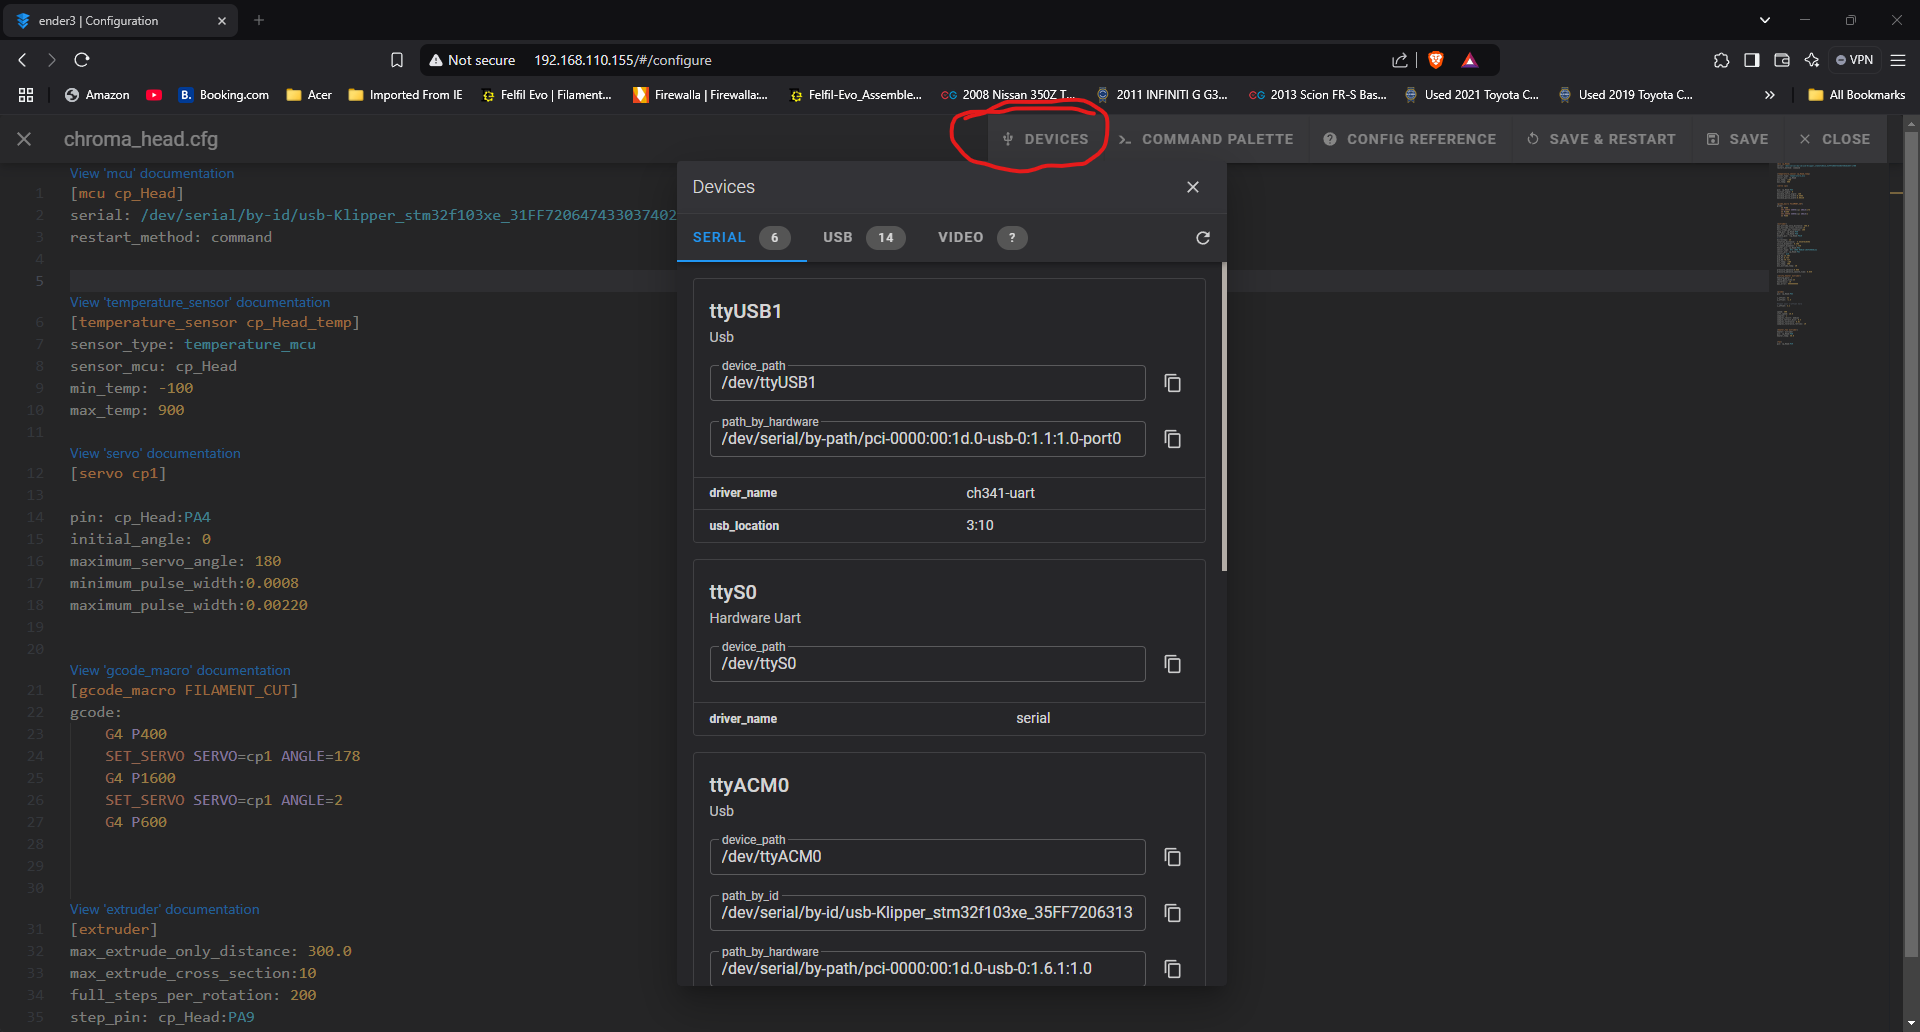 ender3 | Configuration
Not secure 192.168.110.155/#/configure
VPN
Amazon
B. Booking.com
Acer
Imported From IE
Felfil Evo | Filament...
Firewalla | Firewalla:...
Felfil-Evo_Assemble...
CG 2008 Nissan 350Z T...
2011 INFINITI G G3...
CG 2013 Scion FR-S Bas...
Used 2021 Toyota C...
Used 2019 Toyota C...
All Bookmarks
chroma_head.cfg
DEVICES
COMMAND PALETTE
CONFIG REFERENCE
SAVE & RESTART
SAVE
CLOSE
View 'mcu' documentation
1 [mcu cp_Head]
2 serial: /dev/serial/by-id/usb-Klipper_stm32f103xe_31FF720647433037402
3 restart_method: command
4
5
View 'temperature_sensor' documentation
6 [temperature_sensor cp_Head_temp]
7 sensor_type: temperature_mcu
8 sensor_mcu: cp_Head
9 min_temp: -100
10 max_temp: 900
11
View 'servo' documentation
12 [servo cp1]
13
14 pin: cp_Head:PA4
15 initial_angle: 0
16 maximum_servo_angle: 180
17 minimum_pulse_width:0.0008
18 maximum_pulse_width:0.00220
19
20
View 'gcode_macro' documentation
21 [gcode_macro FILAMENT_CUT]
22 gcode:
23 G4 P400
24 SET_SERVO SERVO=cp1 ANGLE=178
25 G4 P1600
26 SET_SERVO SERVO=cp1 ANGLE=2
27 G4 P600
28
29
30
View 'extruder' documentation
31 [extruder]
32 max_extrude_only_distance: 300.0
33 max_extrude_cross_section:10
34 full_steps_per_rotation: 200
35 step_pin: cp_Head:PA9
Devices
SERIAL 6 USB 14 VIDEO ?
ttyUSB1
Usb
device_path
/dev/ttyUSB1
path_by_hardware
/dev/serial/by-path/pci-0000:00:1d.0-usb-0:1.1:1.0-port0
driver_name ch341-uart
usb_location 3:10
ttyS0
Hardware Uart
device_path
/dev/ttyS0
driver_name serial
ttyACM0
Usb
device_path
/dev/ttyACM0
path_by_id
/dev/serial/by-id/usb-Klipper_stm32f103xe_35FF7206313
path_by_hardware
/dev/serial/by-path/pci-0000:00:1d.0-usb-0:1.6.1:1.0